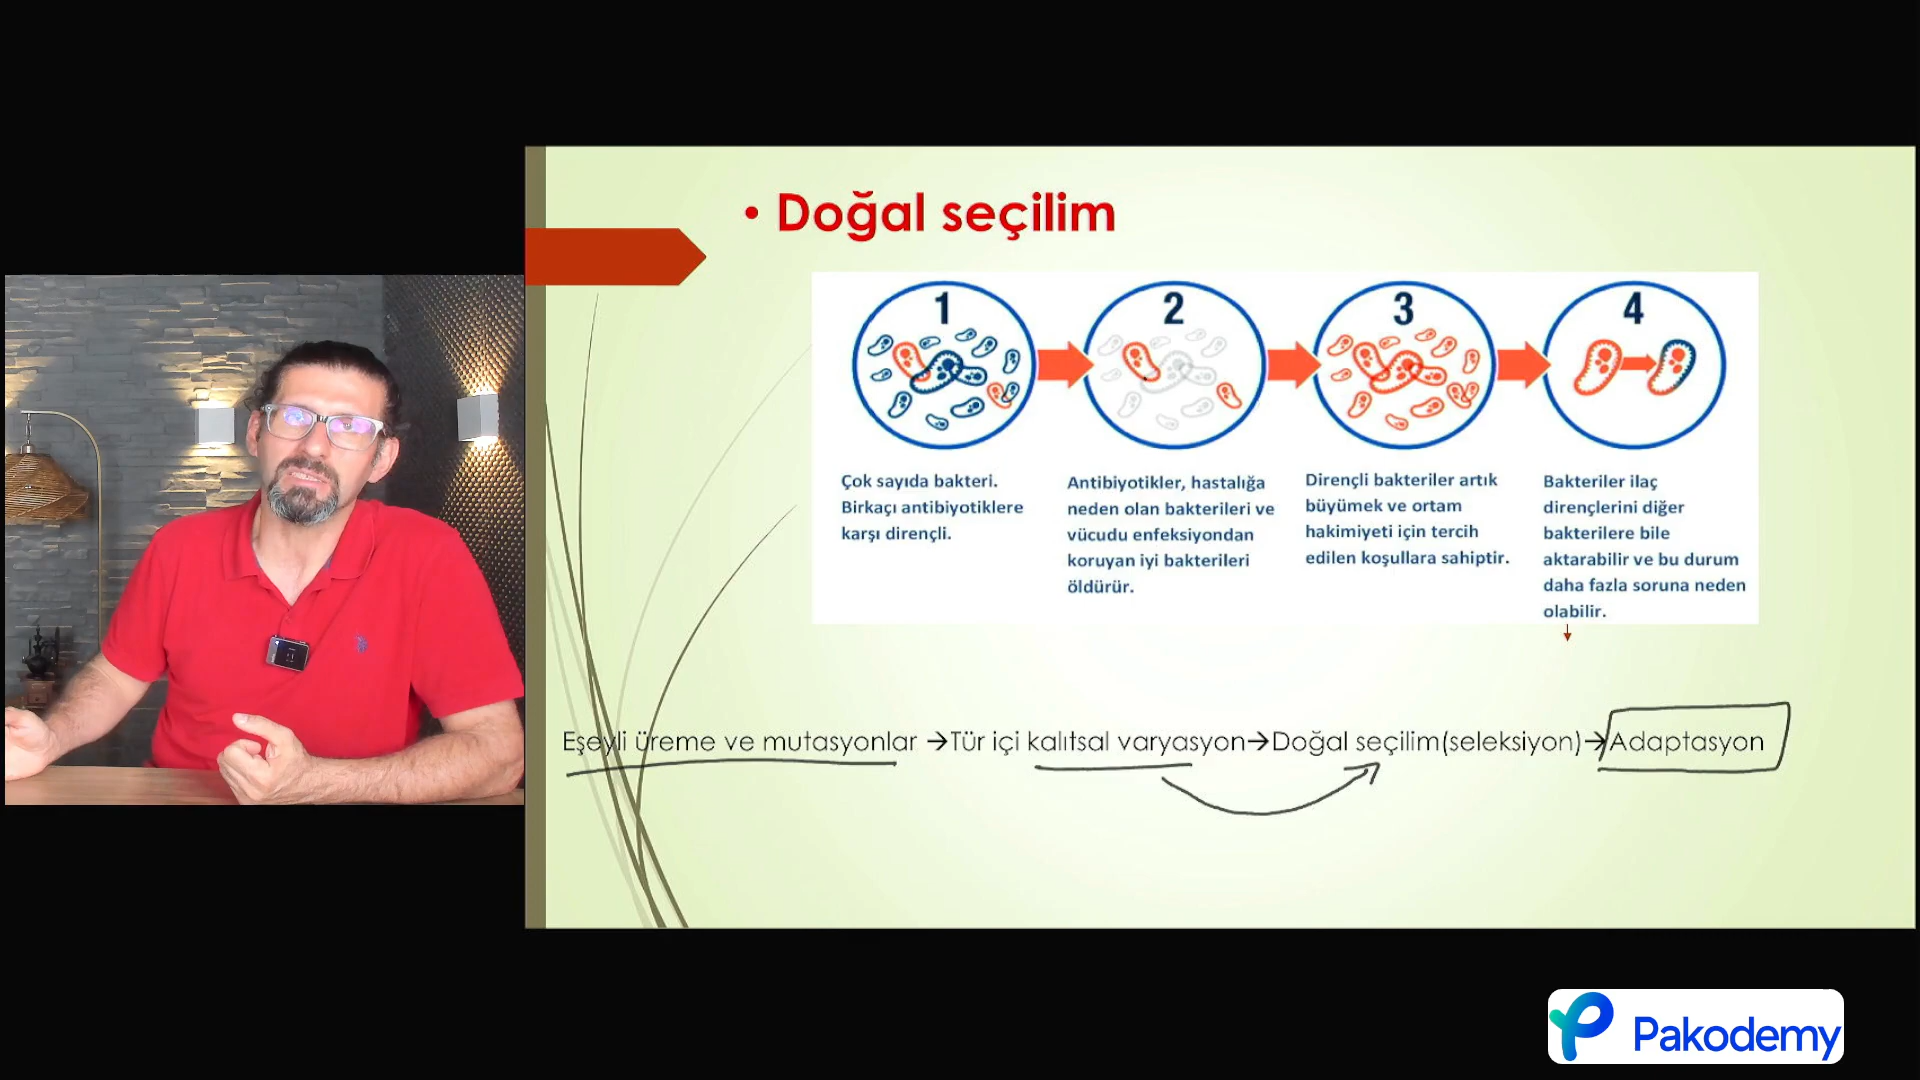 • Doğal seçilim
1
2
3
4
Çok sayıda bakteri.
Birkaçı antibiyotiklere
karşı dirençli.
Antibiyotikler, hastalığa
neden olan bakterileri ve
vücudu enfeksiyondan
koruyan iyi bakterileri
öldürür.
Dirençli bakteriler artık
büyümek ve ortam
hakimiyeti için tercih
edilen koşullara sahiptir.
Bakteriler ilaç
dirençlerini diğer
bakterilere bile
aktarabilir ve bu durum
daha fazla soruna neden
olabilir.
Eşeyli üreme ve mutasyonlar →Tür içi kalıtsal varyasyon→Doğal seçilim(seleksiyon)→Adaptasyon
Pakodemy